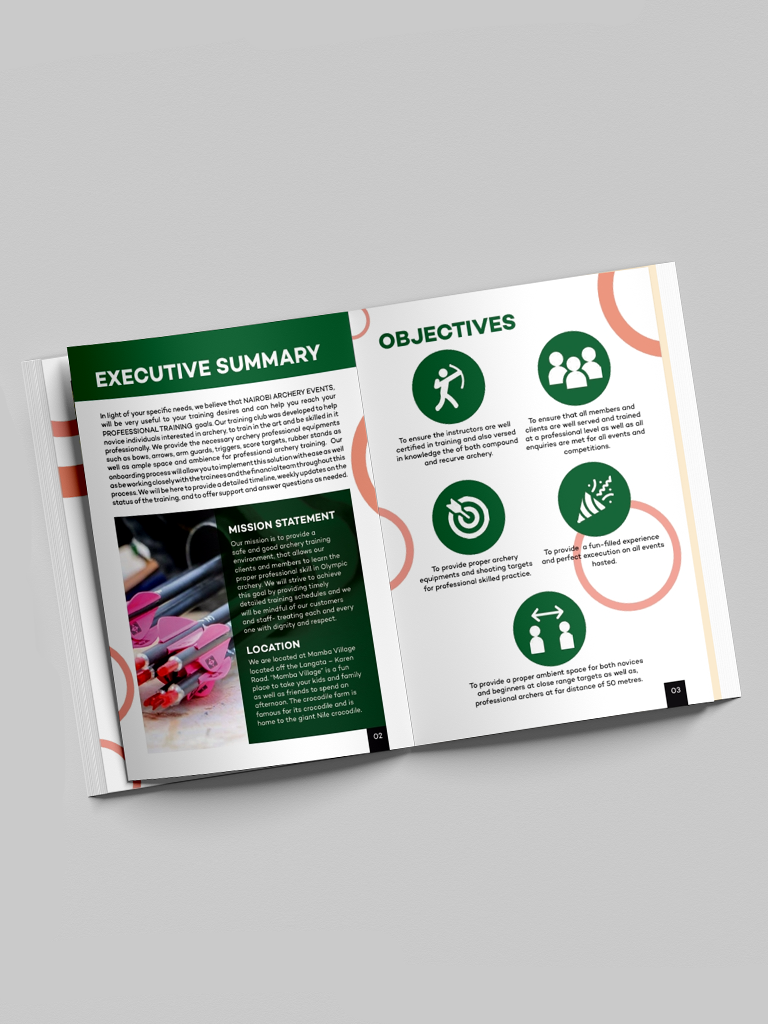 EXECUTIVE SUMMARY
In light of your specific needs, we believe that NAIROBI ARCHERY EVENTS,
will be very useful to your training desires and can help you reach your
PROFEESSIONAL TRAINING goals. Our training club was developed to help
novice individuals interested in archery, to train in the art and be skilled in it
professionally. We provide the necessary archery professional equipments
such as bows, arrows, arm guards, triggers, score targets, rubber stands as
well as ample space and ambience for professional archery training. Our
onboarding process will allow you to implement this solution with ease as well
as be working closely with the trainees and the financial team throughout this
process. We will be here to provide a detailed timeline, weekly updates on the
status of the training, and to offer support and answer questions as needed.
MISSION STATEMENT
Our mission is to provide a
safe and good archery training
environment, that allows our
clients and members to learn the
proper professional skill in Olympic
archery. We will strive to achieve
this goal by providing timely
detailed training schedules and we
will be mindful of our customers
and staff- treating each and every
one with dignity and respect.
LOCATION
We are located at Mamba Village
located off the Langata – Karen
Road. "Mamba Village" is a fun
place to take your kids and family
as well as friends to spend an
afternoon. The crocodile farm is
famous for its crocodile and is
home to the giant Nile crocodile.
02
OBJECTIVES
To ensure the instructors are well
certified in training and also versed
in knowledge the of both compound
and recurve archery.
To ensure that all members and
clients are well served and trained
at a professional level as well as all
enquiries are met for all events and
competitions.
To provide proper archery
equipments and shooting targets
for professional skilled practice.
To provide a fun-filled experience
and perfect excecution on all events
hosted.
To provide a proper ambient space for both novices
and beginners at close range targets as well as,
professional archers at far distance of 50 metres.
03